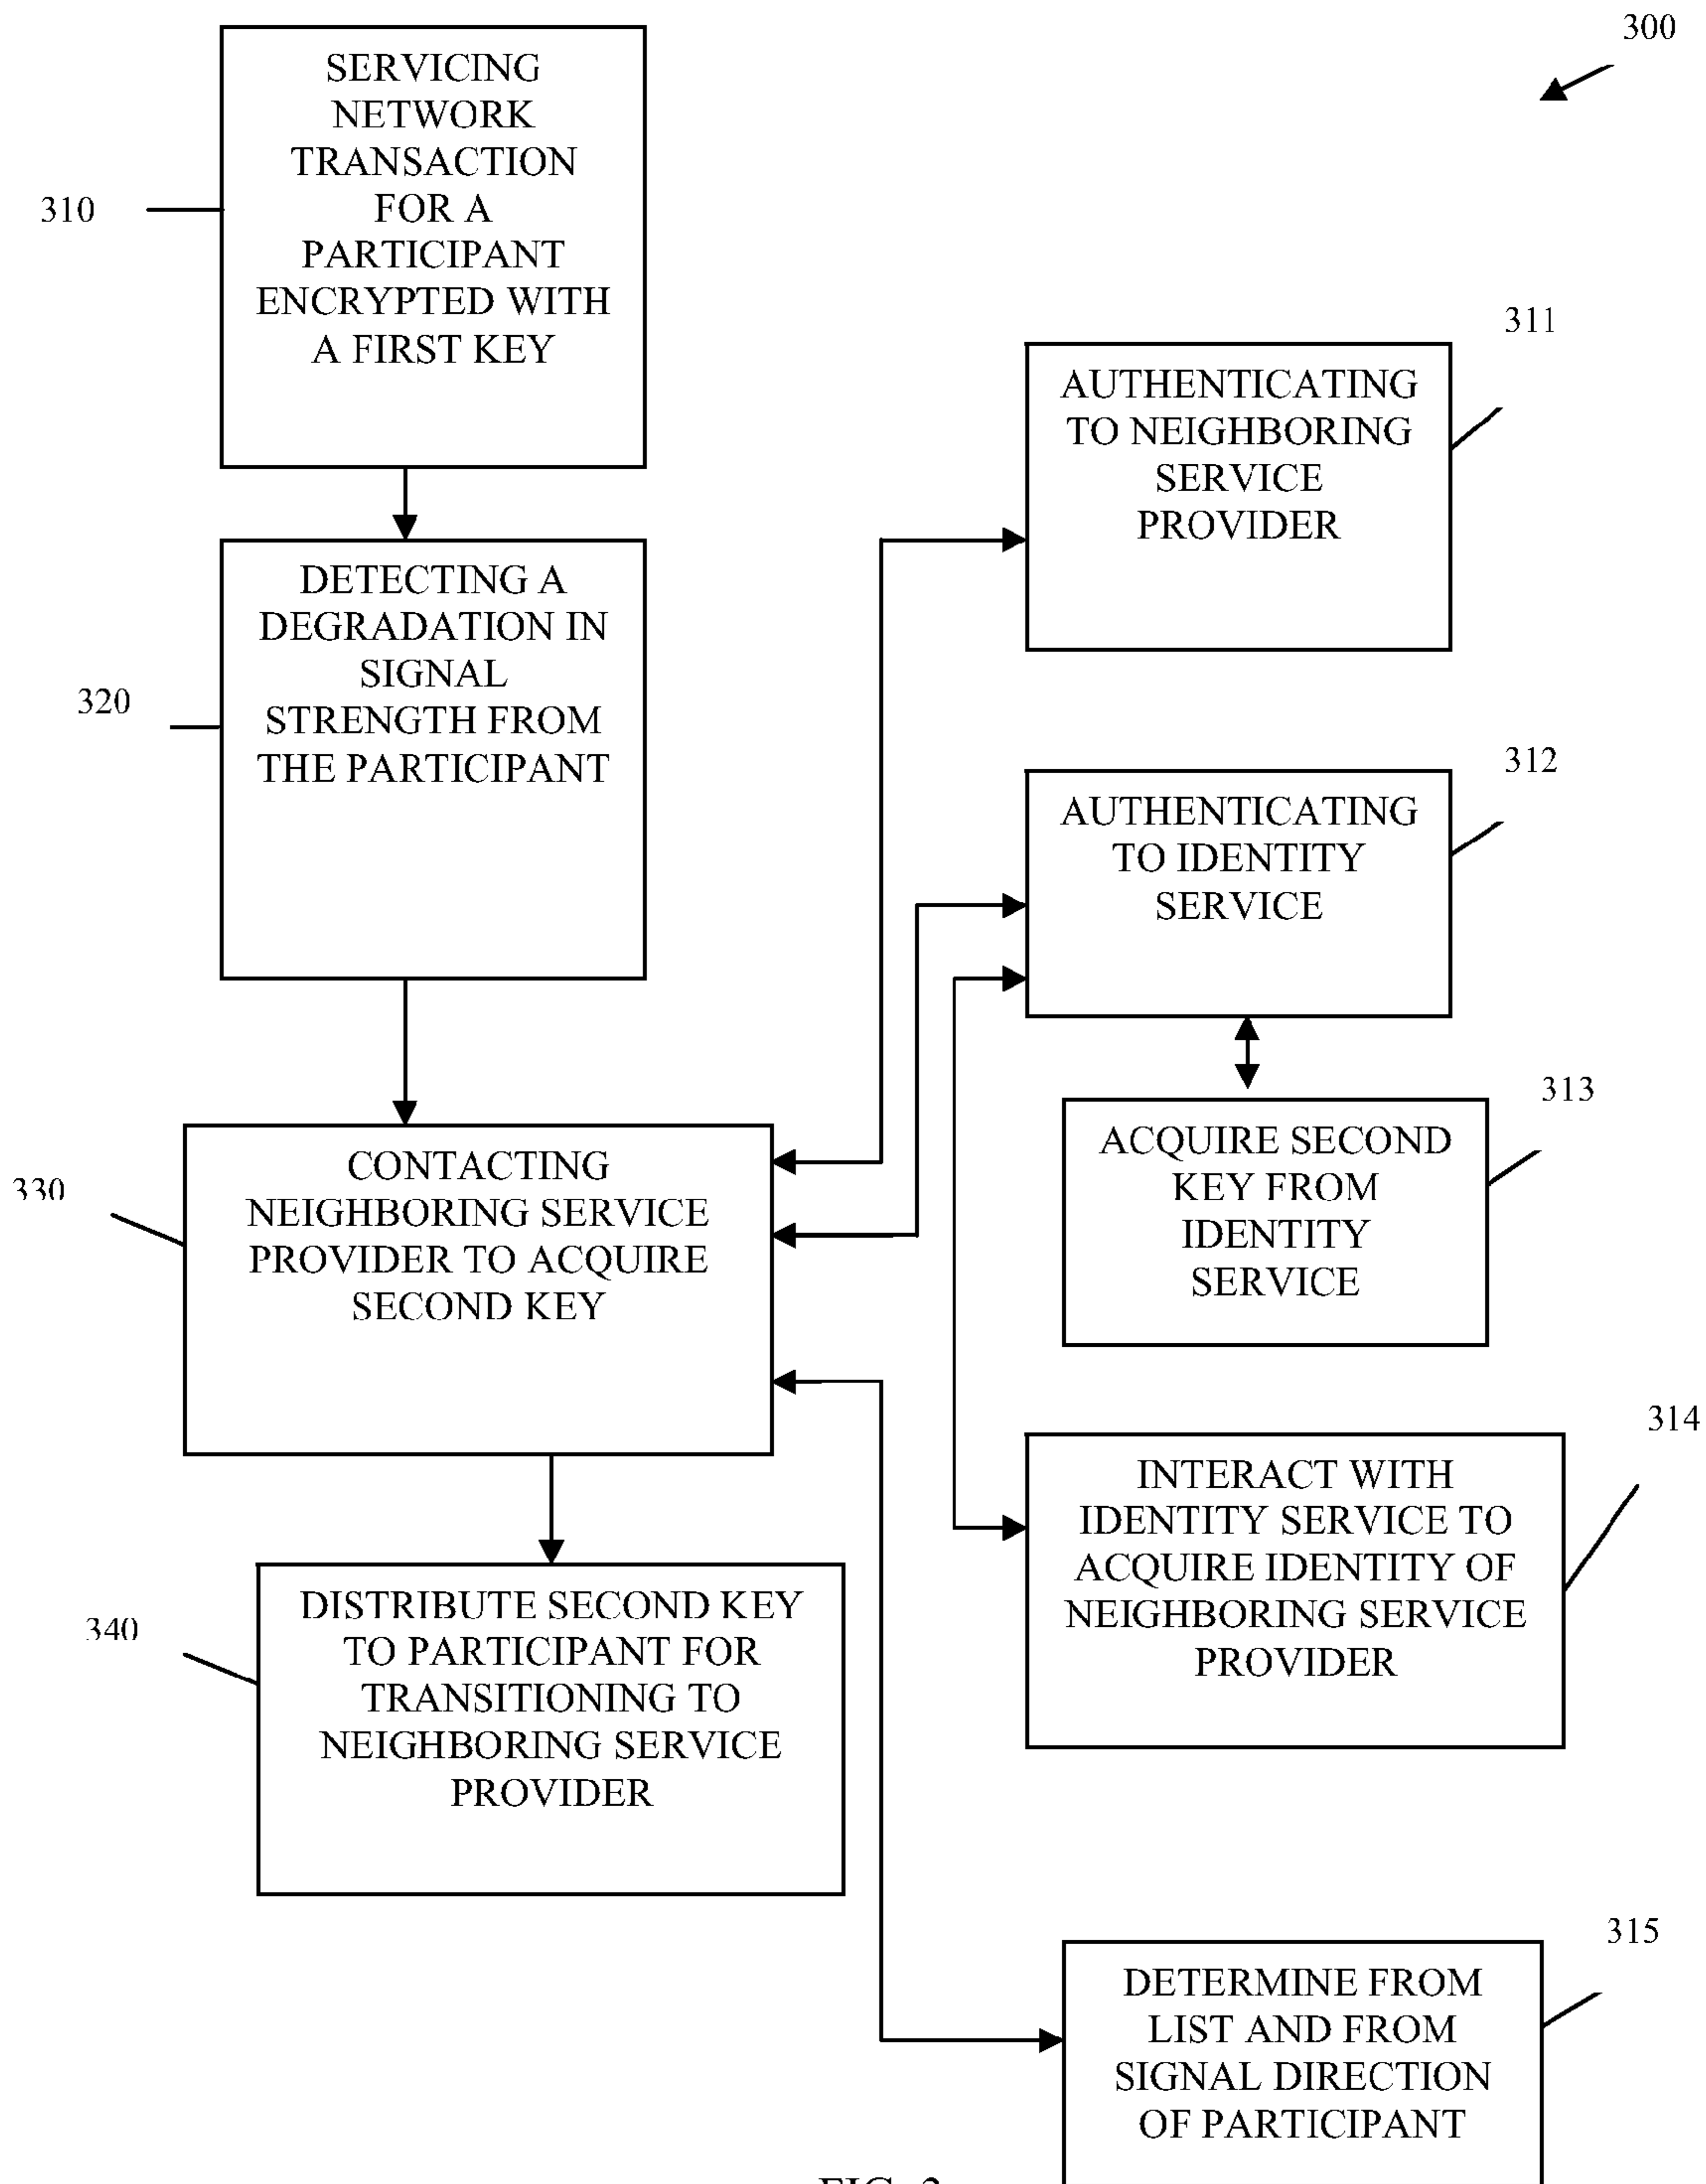 300
310
SERVICING
NETWORK
TRANSACTION
FOR A
PARTICIPANT
ENCRYPTED WITH
A FIRST KEY
311
AUTHENTICATING
TO NEIGHBORING
SERVICE
PROVIDER
320
DETECTING A
DEGRADATION IN
SIGNAL
STRENGTH FROM
THE PARTICIPANT
312
AUTHENTICATING
TO IDENTITY
SERVICE
313
ACQUIRE SECOND
KEY FROM
IDENTITY
SERVICE
330
CONTACTING
NEIGHBORING SERVICE
PROVIDER TO ACQUIRE
SECOND KEY
314
INTERACT WITH
IDENTITY SERVICE TO
ACQUIRE IDENTITY OF
NEIGHBORING SERVICE
PROVIDER
340
DISTRIBUTE SECOND KEY
TO PARTICIPANT FOR
TRANSITIONING TO
NEIGHBORING SERVICE
PROVIDER
315
DETERMINE FROM
LIST AND FROM
SIGNAL DIRECTION
OF PARTICIPANT
FIG.